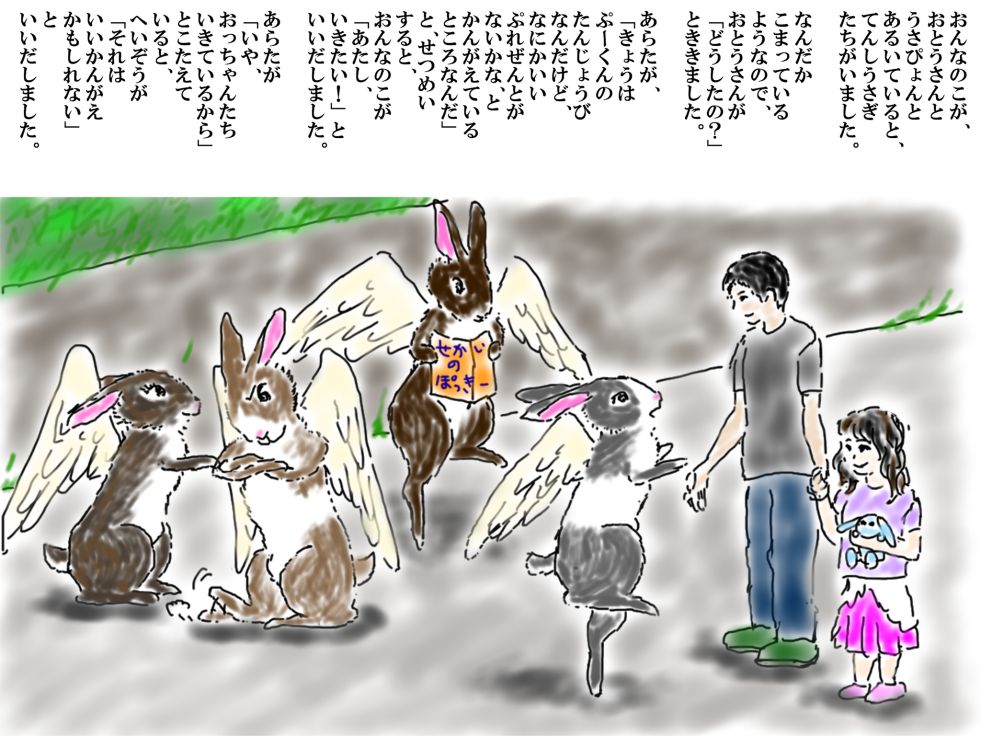 おんなのこが、
おとうさんと
うさぴょんと
あるいていると、
てんしうさぎ
たちがいました。
なんだか
こまっている
ようなので、
おとうさんが
「どうしたの？」
とききました。
あらたが、
「きょうは
ぷーくんの
たんじょうび
なんだけど、
なにかいい
ぷれぜんとが
ないかな、と
かんがえている
ところなんだ」
と、せつめい
すると、
おんなのこが
「あたし、
いきたい！」と
いいだしました。
あらたが
「いや、
おっちゃんたち
いきているから」
とこたえて
いると、
へいぞうが
「それは
いいかんがえ
かもしれない」
と
いいだしました。
せかい
の
ぽっきー